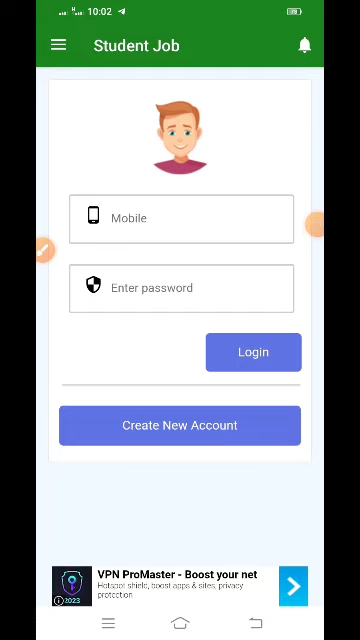 10:02
Student Job
Mobile
Enter password
Login
Create New Account
VPN ProMaster - Boost your net
Hotspot shield, boost apps & sites, privacy
protection
2023